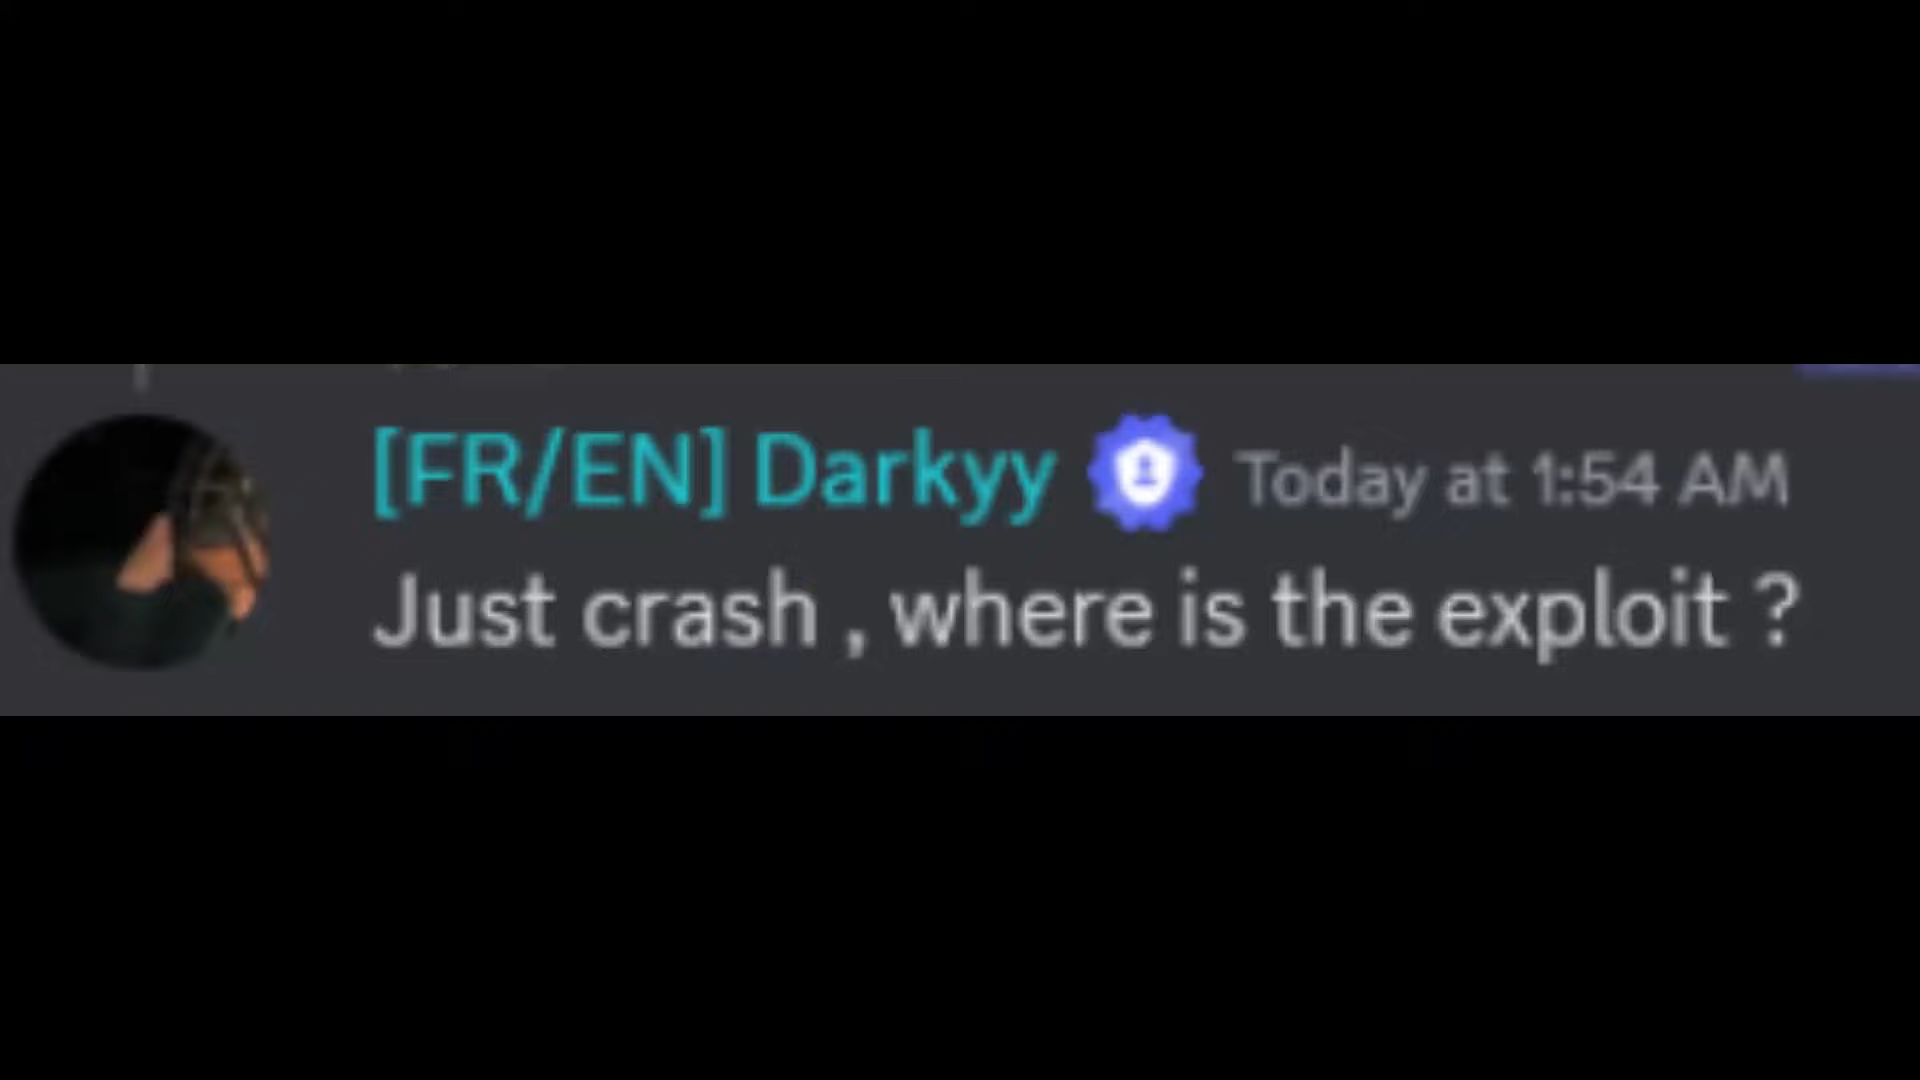 [FR/EN] Darkyy Today at 1:54 AM
Just crash , where is the exploit ?